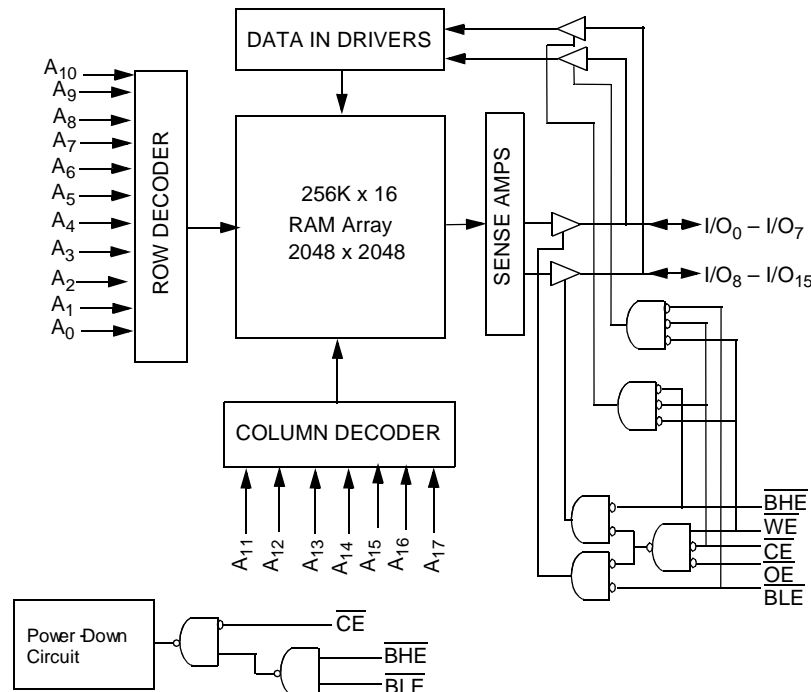 DATA IN DRIVERS
A10
A9
A8
A7
A6
A5
A4
A3
A2
A1
A0
ROW DECODER
256K x 16
RAM Array
2048 x 2048
SENSE AMPS
I/O0 – I/O7
I/O8 – I/O15
COLUMN DECODER
A11
A12
A13
A14
A15
A16
A17
BHE
WE
CE
OE
BLE
Power-Down
Circuit
CE
BHE
BLE